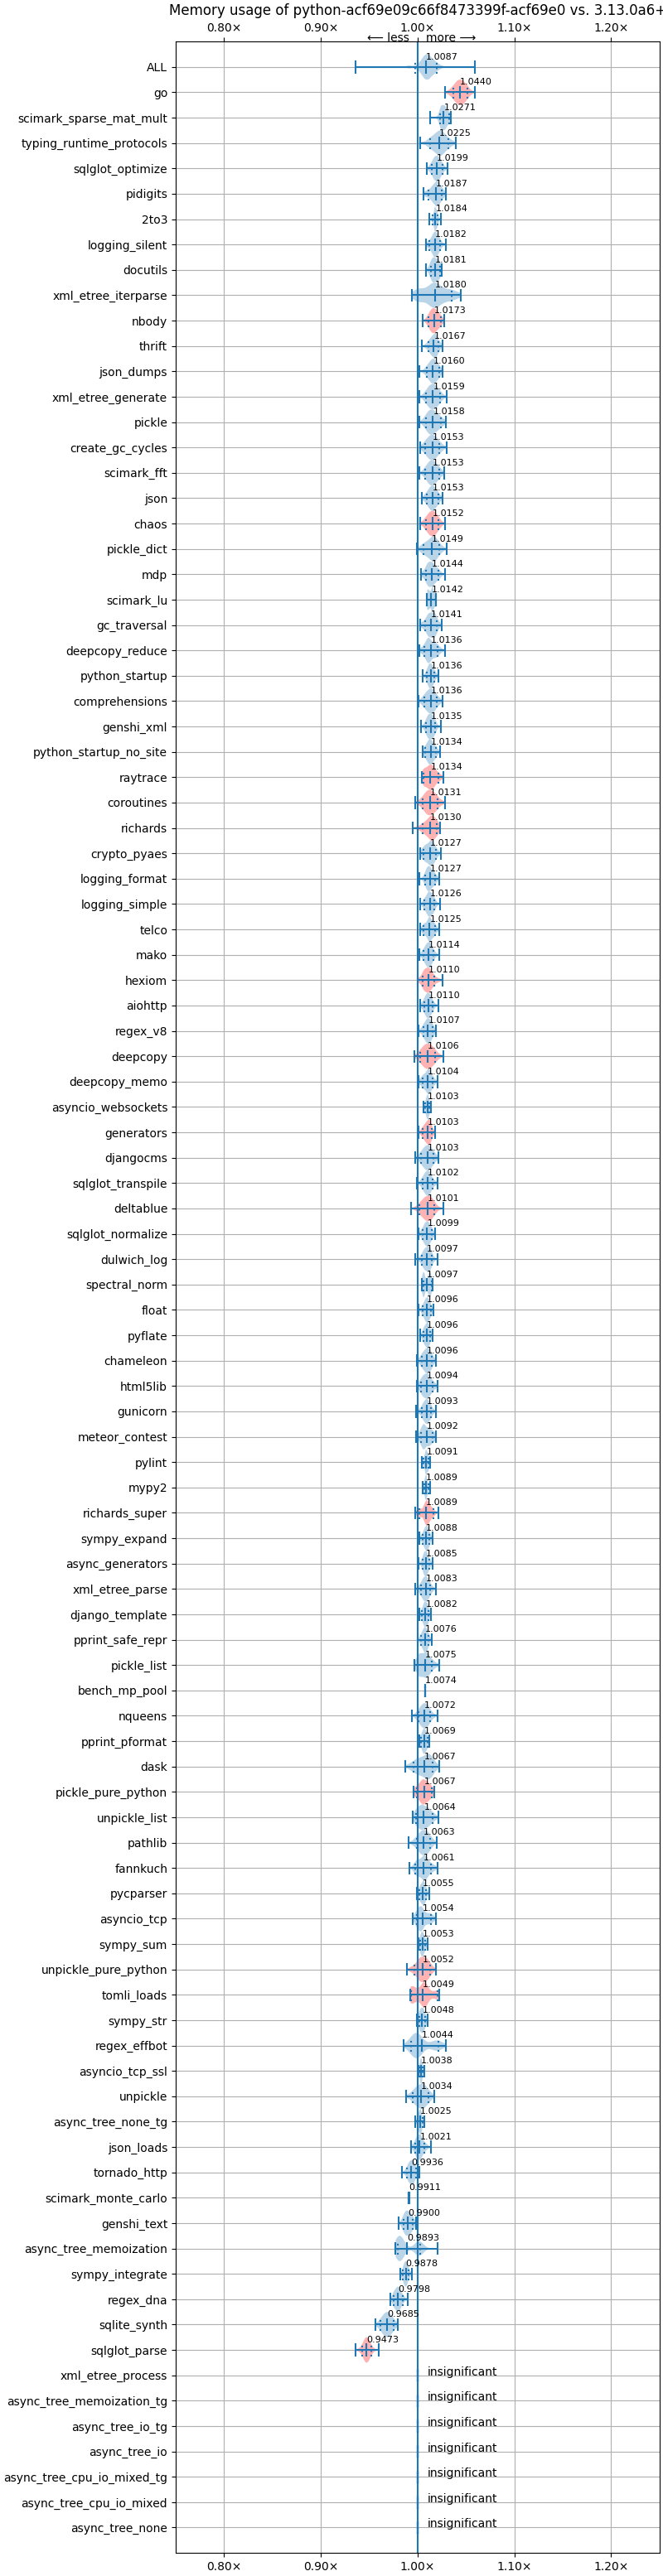 Memory usage of python-acf69e09c66f8473399f-acf69e0 vs. 3.13.0a6+
0.80× 0.90× 1.00× 1.10× 1.20×
⟵ less more ⟶
ALL 1.0087
go 1.0440
scimark_sparse_mat_mult 1.0271
typing_runtime_protocols 1.0225
sqlglot_optimize 1.0199
pidigits 1.0187
2to3 1.0184
logging_silent 1.0182
docutils 1.0181
xml_etree_iterparse 1.0180
nbody 1.0173
thrift 1.0167
json_dumps 1.0160
xml_etree_generate 1.0159
pickle 1.0158
create_gc_cycles 1.0153
scimark_fft 1.0153
json 1.0153
chaos 1.0152
pickle_dict 1.0149
mdp 1.0144
scimark_lu 1.0142
gc_traversal 1.0141
deepcopy_reduce 1.0136
python_startup 1.0136
comprehensions 1.0136
genshi_xml 1.0135
python_startup_no_site 1.0134
raytrace 1.0134
coroutines 1.0131
richards 1.0130
crypto_pyaes 1.0127
logging_format 1.0127
logging_simple 1.0126
telco 1.0125
mako 1.0114
hexiom 1.0110
aiohttp 1.0110
regex_v8 1.0107
deepcopy 1.0106
deepcopy_memo 1.0104
asyncio_websockets 1.0103
generators 1.0103
djangocms 1.0103
sqlglot_transpile 1.0102
deltablue 1.0101
sqlglot_normalize 1.0099
dulwich_log 1.0097
spectral_norm 1.0097
float 1.0096
pyflate 1.0096
chameleon 1.0096
html5lib 1.0094
gunicorn 1.0093
meteor_contest 1.0092
pylint 1.0091
mypy2 1.0089
richards_super 1.0089
sympy_expand 1.0088
async_generators 1.0085
xml_etree_parse 1.0083
django_template 1.0082
pprint_safe_repr 1.0076
pickle_list 1.0075
bench_mp_pool 1.0074
nqueens 1.0072
pprint_pformat 1.0069
dask 1.0067
pickle_pure_python 1.0067
unpickle_list 1.0064
pathlib 1.0063
fannkuch 1.0061
pycparser 1.0055
asyncio_tcp 1.0054
sympy_sum 1.0053
unpickle_pure_python 1.0052
tomli_loads 1.0049
sympy_str 1.0048
regex_effbot 1.0044
asyncio_tcp_ssl 1.0038
unpickle 1.0034
async_tree_none_tg 1.0025
json_loads 1.0021
tornado_http 0.9936
scimark_monte_carlo 0.9911
genshi_text 0.9900
async_tree_memoization 0.9893
sympy_integrate 0.9878
regex_dna 0.9798
sqlite_synth 0.9685
sqlglot_parse 0.9473
xml_etree_process insignificant
async_tree_memoization_tg insignificant
async_tree_io_tg insignificant
async_tree_io insignificant
async_tree_cpu_io_mixed_tg insignificant
async_tree_cpu_io_mixed insignificant
async_tree_none insignificant
0.80× 0.90× 1.00× 1.10× 1.20×